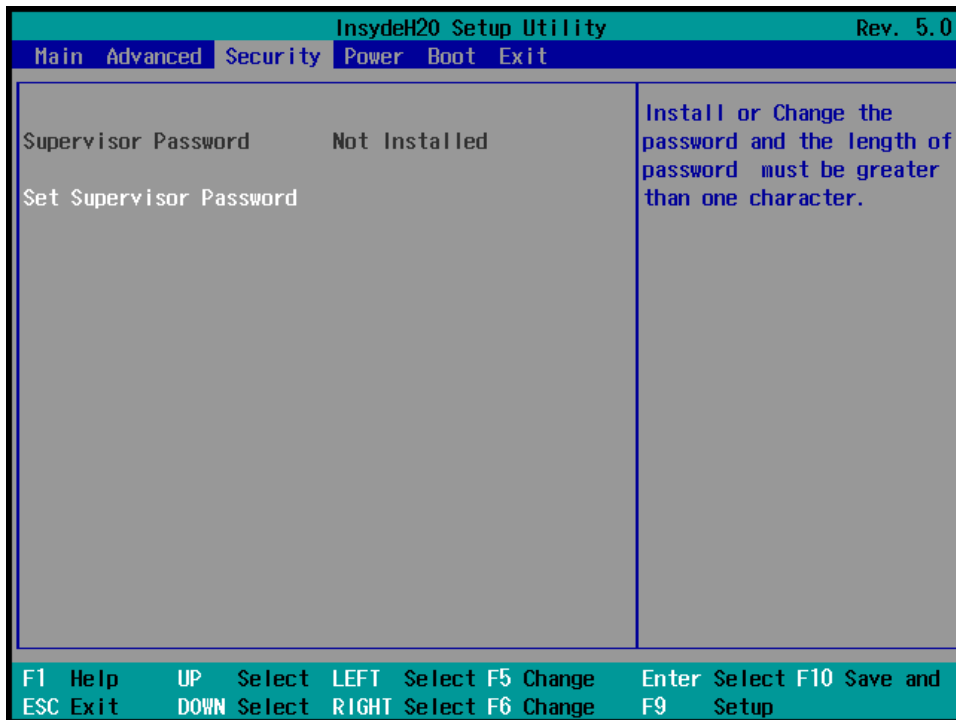 InsydeH20 Setup Utility Rev. 5.0
Main Advanced Security Power Boot Exit
Supervisor Password Not Installed
Set Supervisor Password
Install or Change the
password and the length of
password must be greater
than one character.
F1 Help UP Select LEFT Select F5 Change Enter Select F10 Save and
ESC Exit DOWN Select RIGHT Select F6 Change F9 Setup